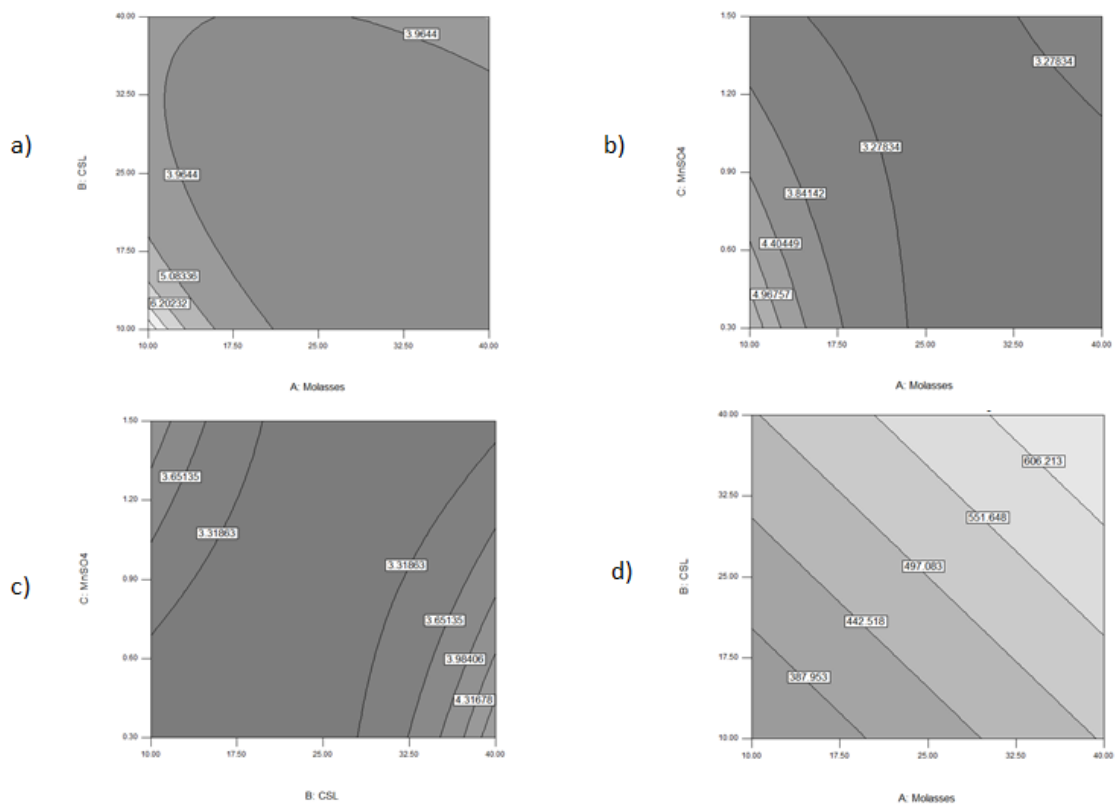 a)
40.00
32.50
25.00
17.50
10.00
B: CSL
3.9644
3.9644
5.08336
6.20232
10.00 17.50 25.00 32.50 40.00
A: Molasses
b)
1.50
1.20
0.90
0.60
0.30
C: MnSO4
3.27834
3.27834
3.84142
4.40449
4.96757
10.00 17.50 25.00 32.50 40.00
A: Molasses
c)
1.50
1.20
0.90
0.60
0.30
C: MnSO4
3.65135
3.31863
3.31863
3.65135
3.98406
4.31678
10.00 17.50 25.00 32.50 40.00
B: CSL
d)
40.00
32.50
25.00
17.50
10.00
B: CSL
606.213
551.648
497.083
442.518
387.953
10.00 17.50 25.00 32.50 40.00
A: Molasses